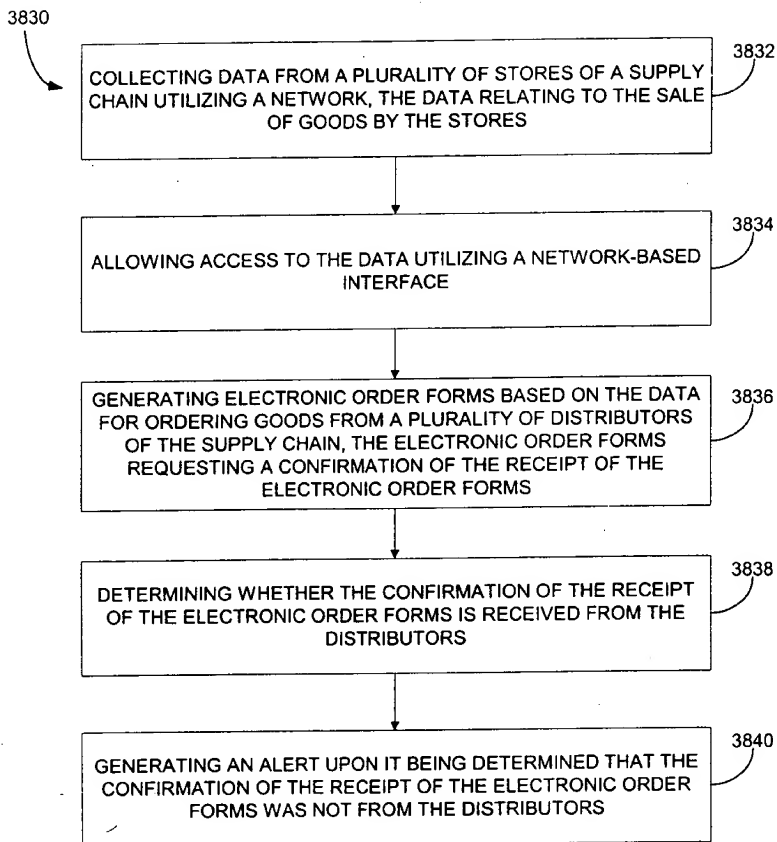 3830
COLLECTING DATA FROM A PLURALITY OF STORES OF A SUPPLY
CHAIN UTILIZING A NETWORK, THE DATA RELATING TO THE SALE
OF GOODS BY THE STORES
3832
ALLOWING ACCESS TO THE DATA UTILIZING A NETWORK-BASED
INTERFACE
3834
GENERATING ELECTRONIC ORDER FORMS BASED ON THE DATA
FOR ORDERING GOODS FROM A PLURALITY OF DISTRIBUTORS
OF THE SUPPLY CHAIN, THE ELECTRONIC ORDER FORMS
REQUESTING A CONFIRMATION OF THE RECEIPT OF THE
ELECTRONIC ORDER FORMS
3836
DETERMINING WHETHER THE CONFIRMATION OF THE RECEIPT
OF THE ELECTRONIC ORDER FORMS IS RECEIVED FROM THE
DISTRIBUTORS
3838
GENERATING AN ALERT UPON IT BEING DETERMINED THAT THE
CONFIRMATION OF THE RECEIPT OF THE ELECTRONIC ORDER
FORMS WAS NOT FROM THE DISTRIBUTORS
3840